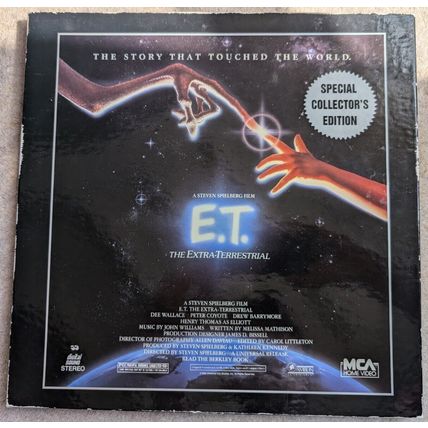 THE STORY THAT TOUCHED THE WORLD.
SPECIAL
COLLECTOR'S
EDITION
A STEVEN SPIELBERG FILM
E.T.
THE EXTRA-TERRESTRIAL
A STEVEN SPIELBERG FILM
E.T. THE EXTRA-TERRESTRIAL
DEE WALLACE PETER COYOTE DREW BARRYMORE
HENRY THOMAS AS ELLIOTT
MUSIC BY JOHN WILLIAMS WRITTEN BY MELISSA MATHISON
PRODUCTION DESIGNER JAMES D. BISSELL
DIRECTOR OF PHOTOGRAPHY ALLEN DAVIAU EDITED BY CAROL LITTLETON
PRODUCED BY STEVEN SPIELBERG & KATHLEEN KENNEDY
DIRECTED BY STEVEN SPIELBERG A UNIVERSAL RELEASE
READ THE BERKLEY BOOK
digital
SOUND
STEREO
MCA
HOME VIDEO